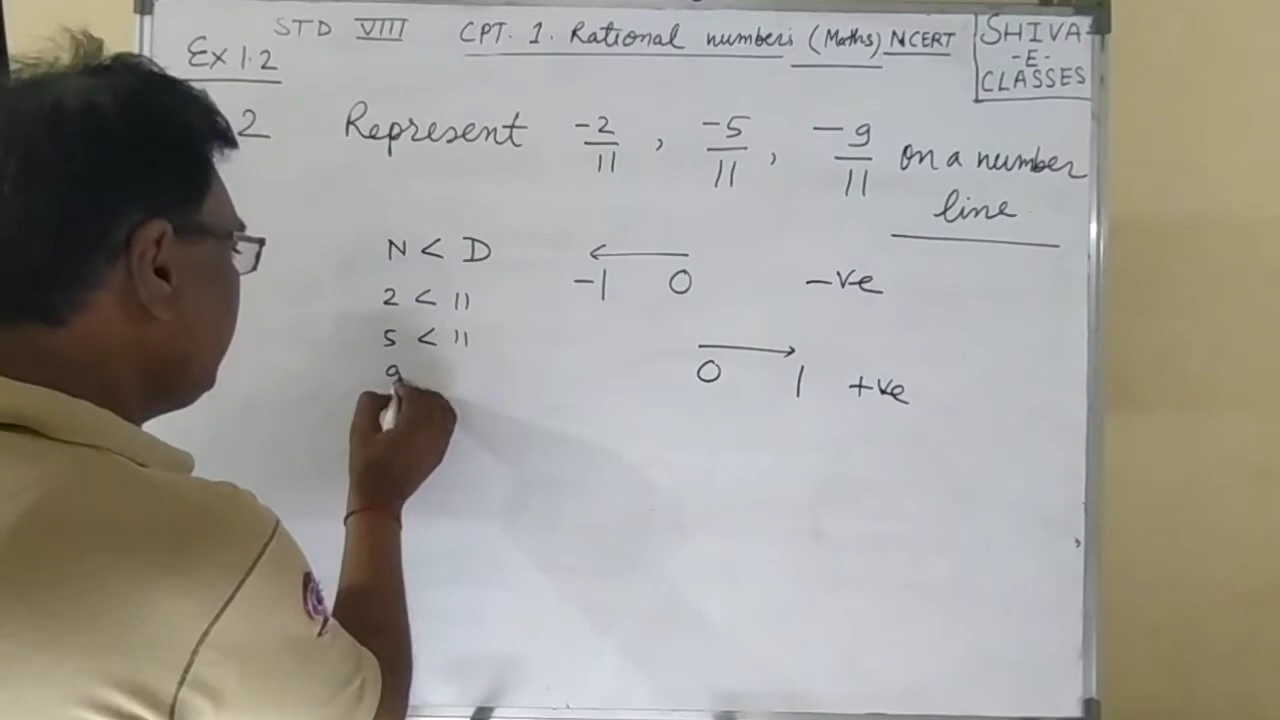 STD VIII CPT. 1. Rational numbers (Maths) NCERT
SHIVA
-E-
CLASSES
Ex 1.2
2 Represent -2/11 , -5/11 , -9/11 on a number
line
N < D
-1 0 -ve
2 < 11
5 < 11
0 1 +ve
9